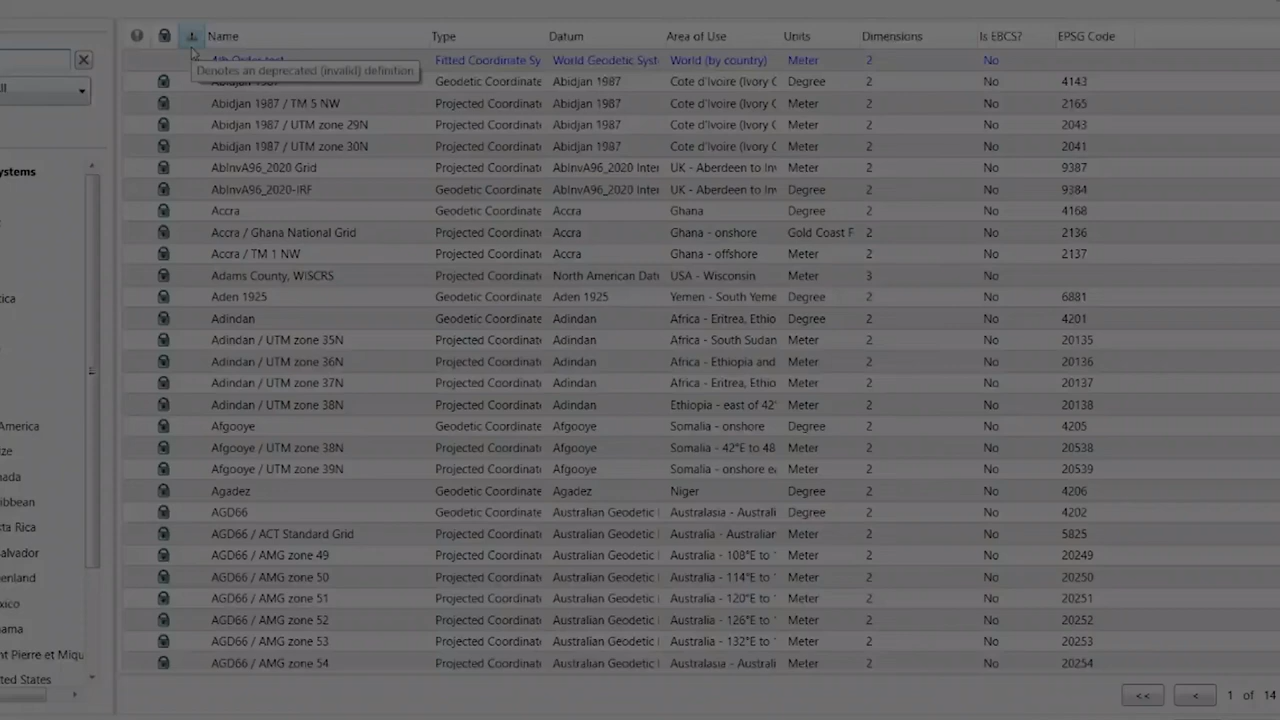 Name Type Datum Area of Use Units Dimensions Is EBCS? EPSG Code
Fitted Coordinate Sy World Geodetic Syst World (by country) Meter 2 No
Denotes an deprecated (invalid) definition
Abidjan 1987 Geodetic Coordinate Abidjan 1987 Cote d'Ivoire (Ivory C Degree 2 No 4143
Abidjan 1987 / TM 5 NW Projected Coordinat Abidjan 1987 Cote d'Ivoire (Ivory C Meter 2 No 2165
Abidjan 1987 / UTM zone 29N Projected Coordinat Abidjan 1987 Cote d'Ivoire (Ivory C Meter 2 No 2043
Abidjan 1987 / UTM zone 30N Projected Coordinat Abidjan 1987 Cote d'Ivoire (Ivory C Meter 2 No 2041
AbInvA96_2020 Grid Projected Coordinat AbInvA96_2020 Inter UK - Aberdeen to In Meter 2 No 9387
AbInvA96_2020-IRF Geodetic Coordinate AbInvA96_2020 Inter UK - Aberdeen to In Degree 2 No 9384
Accra Geodetic Coordinate Accra Ghana Degree 2 No 4168
Accra / Ghana National Grid Projected Coordinat Accra Ghana - onshore Gold Coast F 2 No 2136
Accra / TM 1 NW Projected Coordinat Accra Ghana - offshore Meter 2 No 2137
Adams County, WISCRS Projected Coordinat North American Dat USA - Wisconsin Meter 3 No
Aden 1925 Geodetic Coordinate Aden 1925 Yemen - South Yeme Degree 2 No 6881
Adindan Geodetic Coordinate Adindan Africa - Eritrea, Ethio Degree 2 No 4201
Adindan / UTM zone 35N Projected Coordinat Adindan Africa - South Sudan Meter 2 No 20135
Adindan / UTM zone 36N Projected Coordinat Adindan Africa - Ethiopia and Meter 2 No 20136
Adindan / UTM zone 37N Projected Coordinat Adindan Africa - Eritrea, Ethio Meter 2 No 20137
Adindan / UTM zone 38N Projected Coordinat Adindan Ethiopia - east of 42° Meter 2 No 20138
Afgooye Geodetic Coordinate Afgooye Somalia - onshore Degree 2 No 4205
Afgooye / UTM zone 38N Projected Coordinat Afgooye Somalia - 42°E to 48 Meter 2 No 20538
Afgooye / UTM zone 39N Projected Coordinat Afgooye Somalia - onshore ea Meter 2 No 20539
Agadez Geodetic Coordinate Agadez Niger Degree 2 No 4206
AGD66 Geodetic Coordinate Australian Geodetic Australasia - Australi Degree 2 No 4202
AGD66 / ACT Standard Grid Projected Coordinat Australian Geodetic Australia - Australian Meter 2 No 5825
AGD66 / AMG zone 49 Projected Coordinat Australian Geodetic Australia - 108°E to Meter 2 No 20249
AGD66 / AMG zone 50 Projected Coordinat Australian Geodetic Australia - 114°E to Meter 2 No 20250
AGD66 / AMG zone 51 Projected Coordinat Australian Geodetic Australia - 120°E to Meter 2 No 20251
AGD66 / AMG zone 52 Projected Coordinat Australian Geodetic Australia - 126°E to Meter 2 No 20252
AGD66 / AMG zone 53 Projected Coordinat Australian Geodetic Australia - 132°E to Meter 2 No 20253
AGD66 / AMG zone 54 Projected Coordinat Australian Geodetic Australasia - Australi Meter 2 No 20254
<< < 1 of 14
ll
ystems
ica
America
ze
nada
ibbean
sta Rica
alvador
enland
xico
ama
nt Pierre et Miqu
ted States